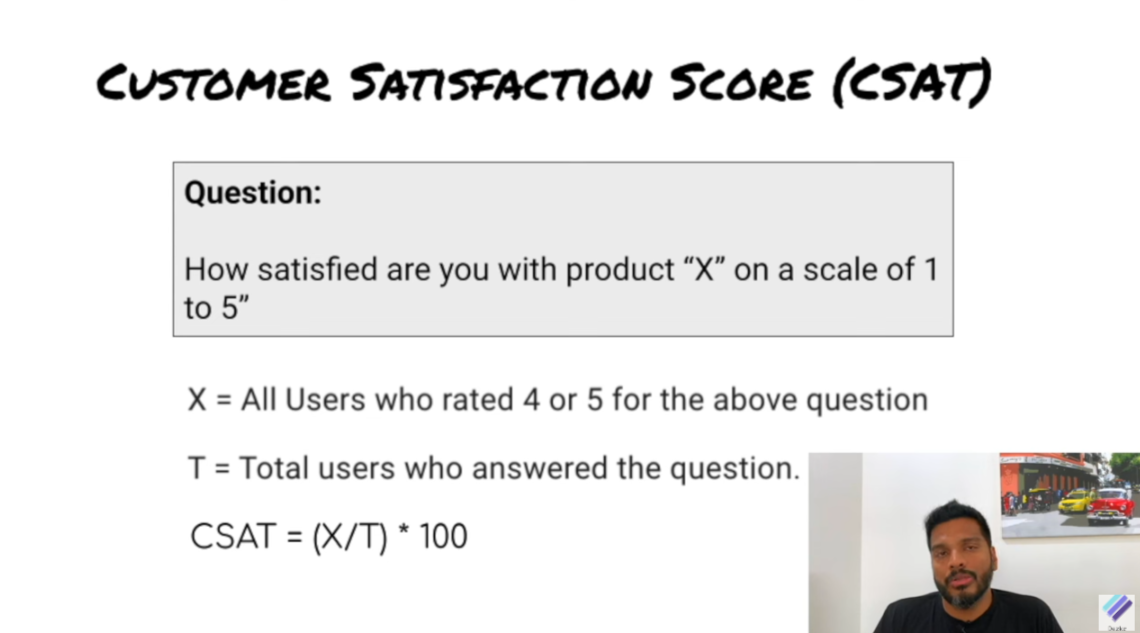 CUSTOMER SATISFACTION SCORE (CSAT)
Question:
How satisfied are you with product “X” on a scale of 1
to 5”
X = All Users who rated 4 or 5 for the above question
T = Total users who answered the question.
CSAT = (X/T) * 100